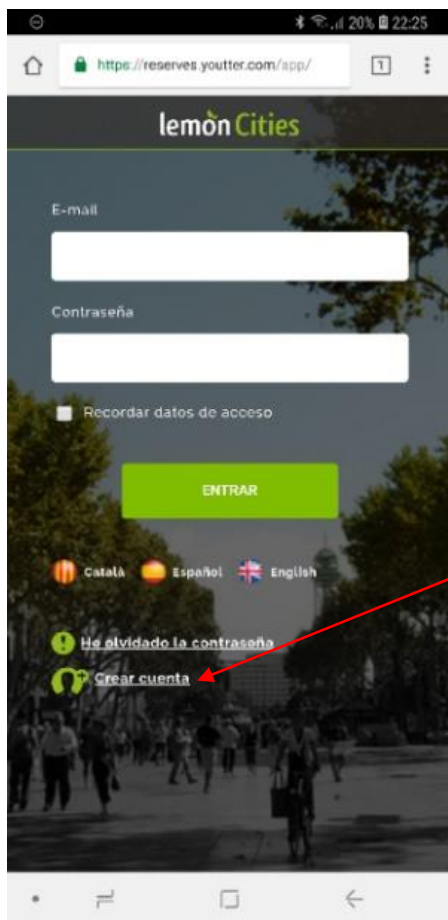 20% 22:25
https://reserves.youtter.com/app/
1
lemon Cities
E-mail
Contraseña
Recordar datos de acceso
ENTRAR
Català Español English
He olvidado la contraseña
Crear cuenta